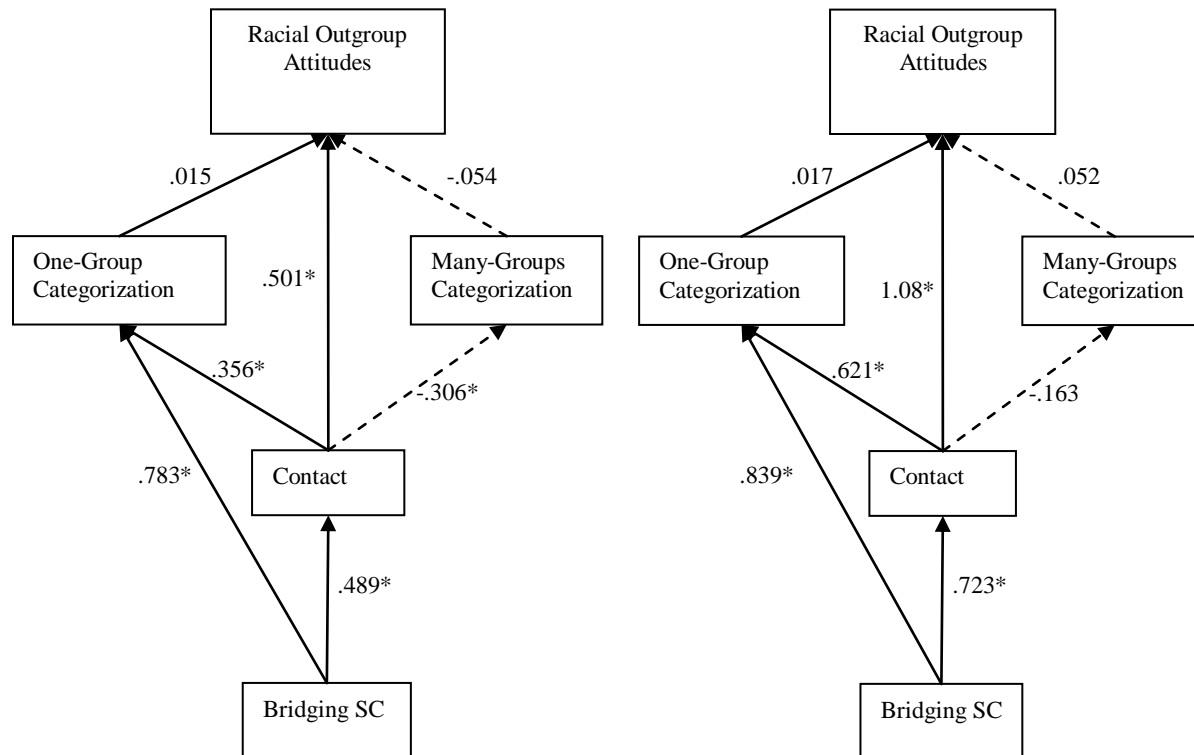 Racial Outgroup
Attitudes
.015
-.054
One-Group
Categorization
.501*
Many-Groups
Categorization
.356*
-.306*
.783*
Contact
.489*
Bridging SC
Racial Outgroup
Attitudes
.017
.052
One-Group
Categorization
1.08*
Many-Groups
Categorization
.621*
-.163
.839*
Contact
.723*
Bridging SC